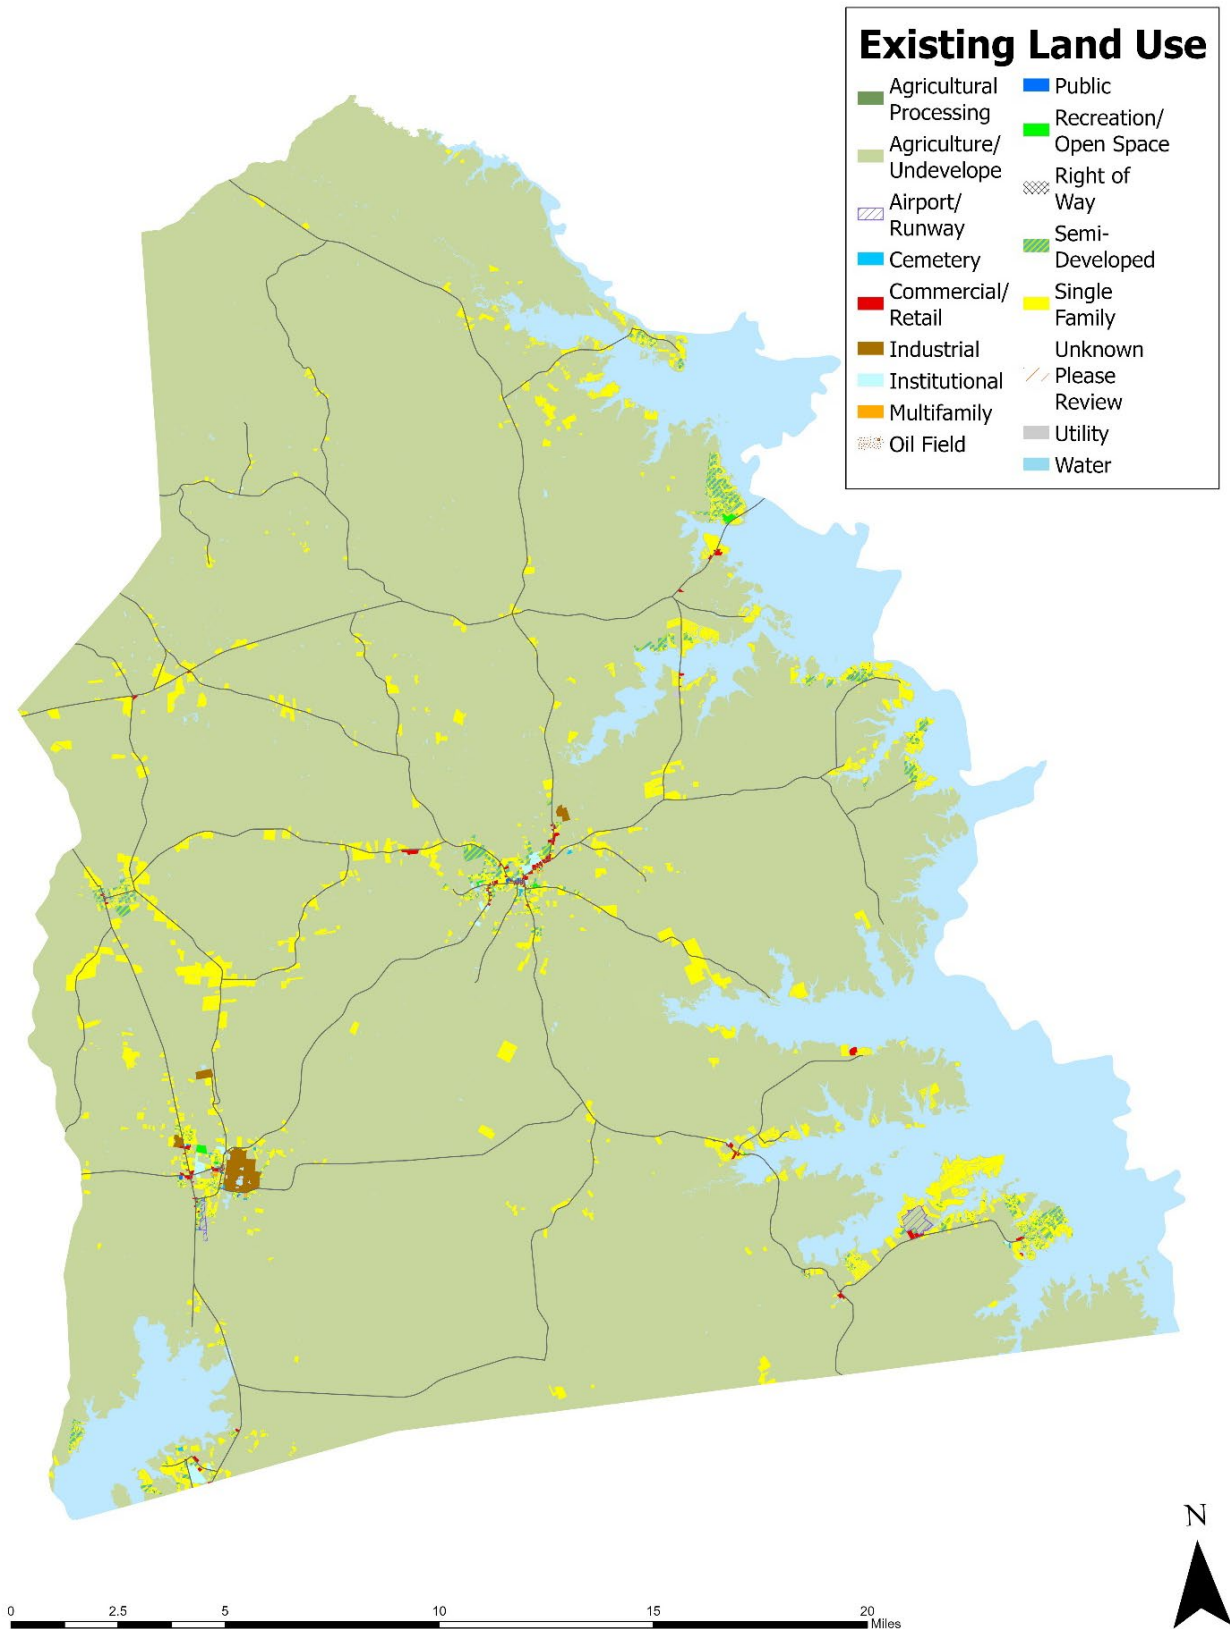 Existing Land Use
Agricultural
Processing
Agriculture/
Undevelope
Airport/
Runway
Cemetery
Commercial/
Retail
Industrial
Institutional
Multifamily
Oil Field
Public
Recreation/
Open Space
Right of
Way
Semi-
Developed
Single
Family
Unknown
Please
Review
Utility
Water
N
0 2.5 5 10 15 20
Miles